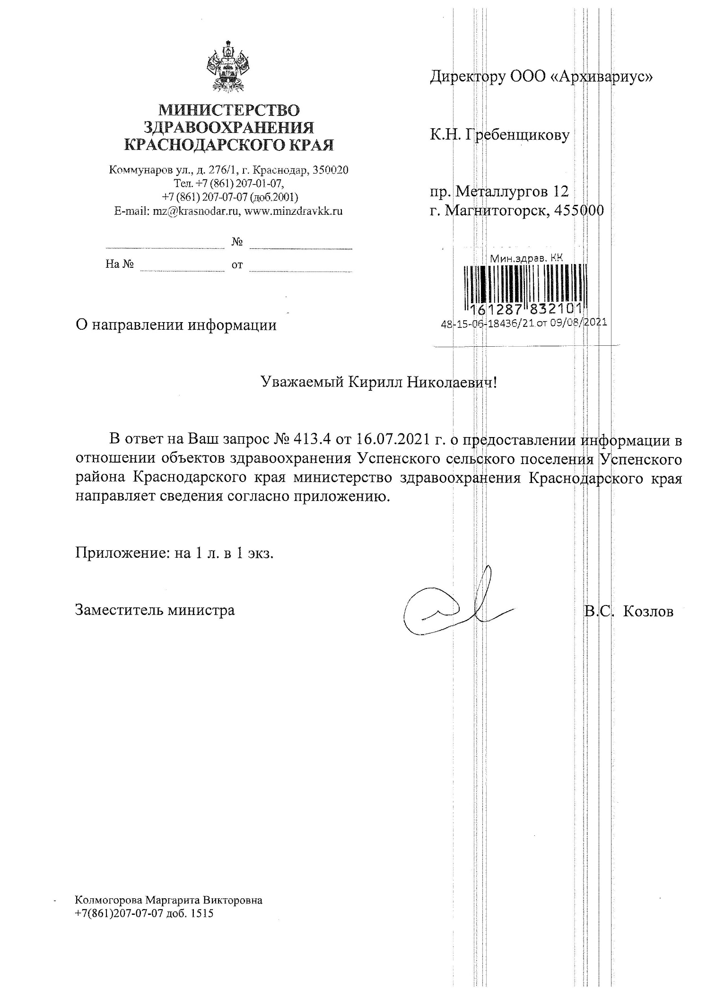 МИНИСТЕРСТВО
ЗДРАВООХРАНЕНИЯ
КРАСНОДАРСКОГО КРАЯ
Коммунаров ул., д. 276/1, г. Краснодар, 350020
Тел. +7 (861) 207-01-07,
+7 (861) 207-07-07 (доб.2001)
E-mail: mz@krasnodar.ru, www.minzdravkk.ru
№
На № от
Директору ООО «Архивариус»
К.Н. Гребенщикову
пр. Металлургов 12
г. Магнитогорск, 455000
Мин.здрав. КК
161287 832101
48-15-06-18436/21 от 09/08/2021
О направлении информации
Уважаемый Кирилл Николаевич!
В ответ на Ваш запрос № 413.4 от 16.07.2021 г. о предоставлении информации в
отношении объектов здравоохранения Успенского сельского поселения Успенского
района Краснодарского края министерство здравоохранения Краснодарского края
направляет сведения согласно приложению.
Приложение: на 1 л. в 1 экз.
Заместитель министра В.С. Козлов
Колмогорова Маргарита Викторовна
+7(861)207-07-07 доб. 1515